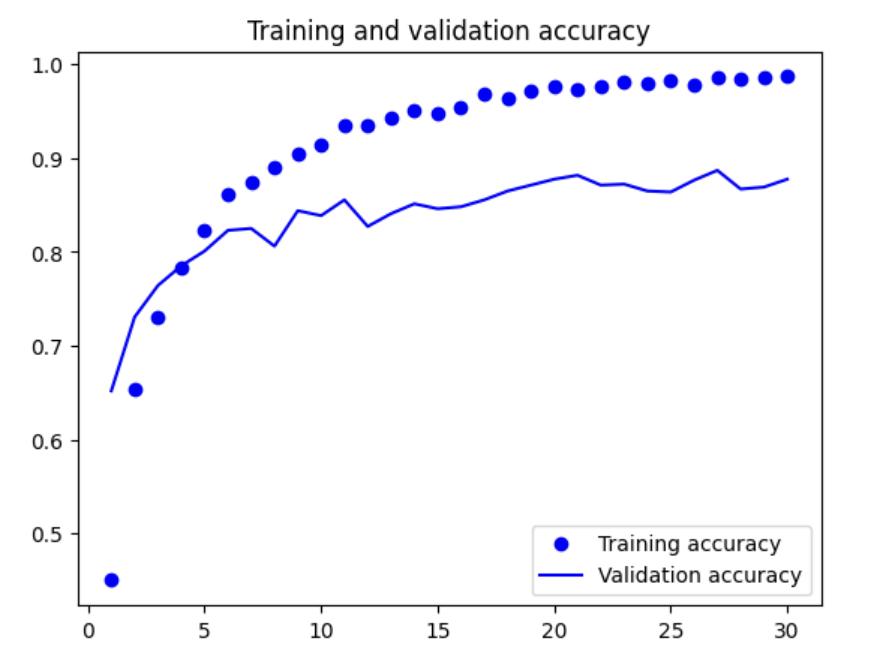 Training and validation accuracy
1.0
0.9
0.8
0.7
0.6
0.5
Training accuracy
Validation accuracy
0 5 10 15 20 25 30